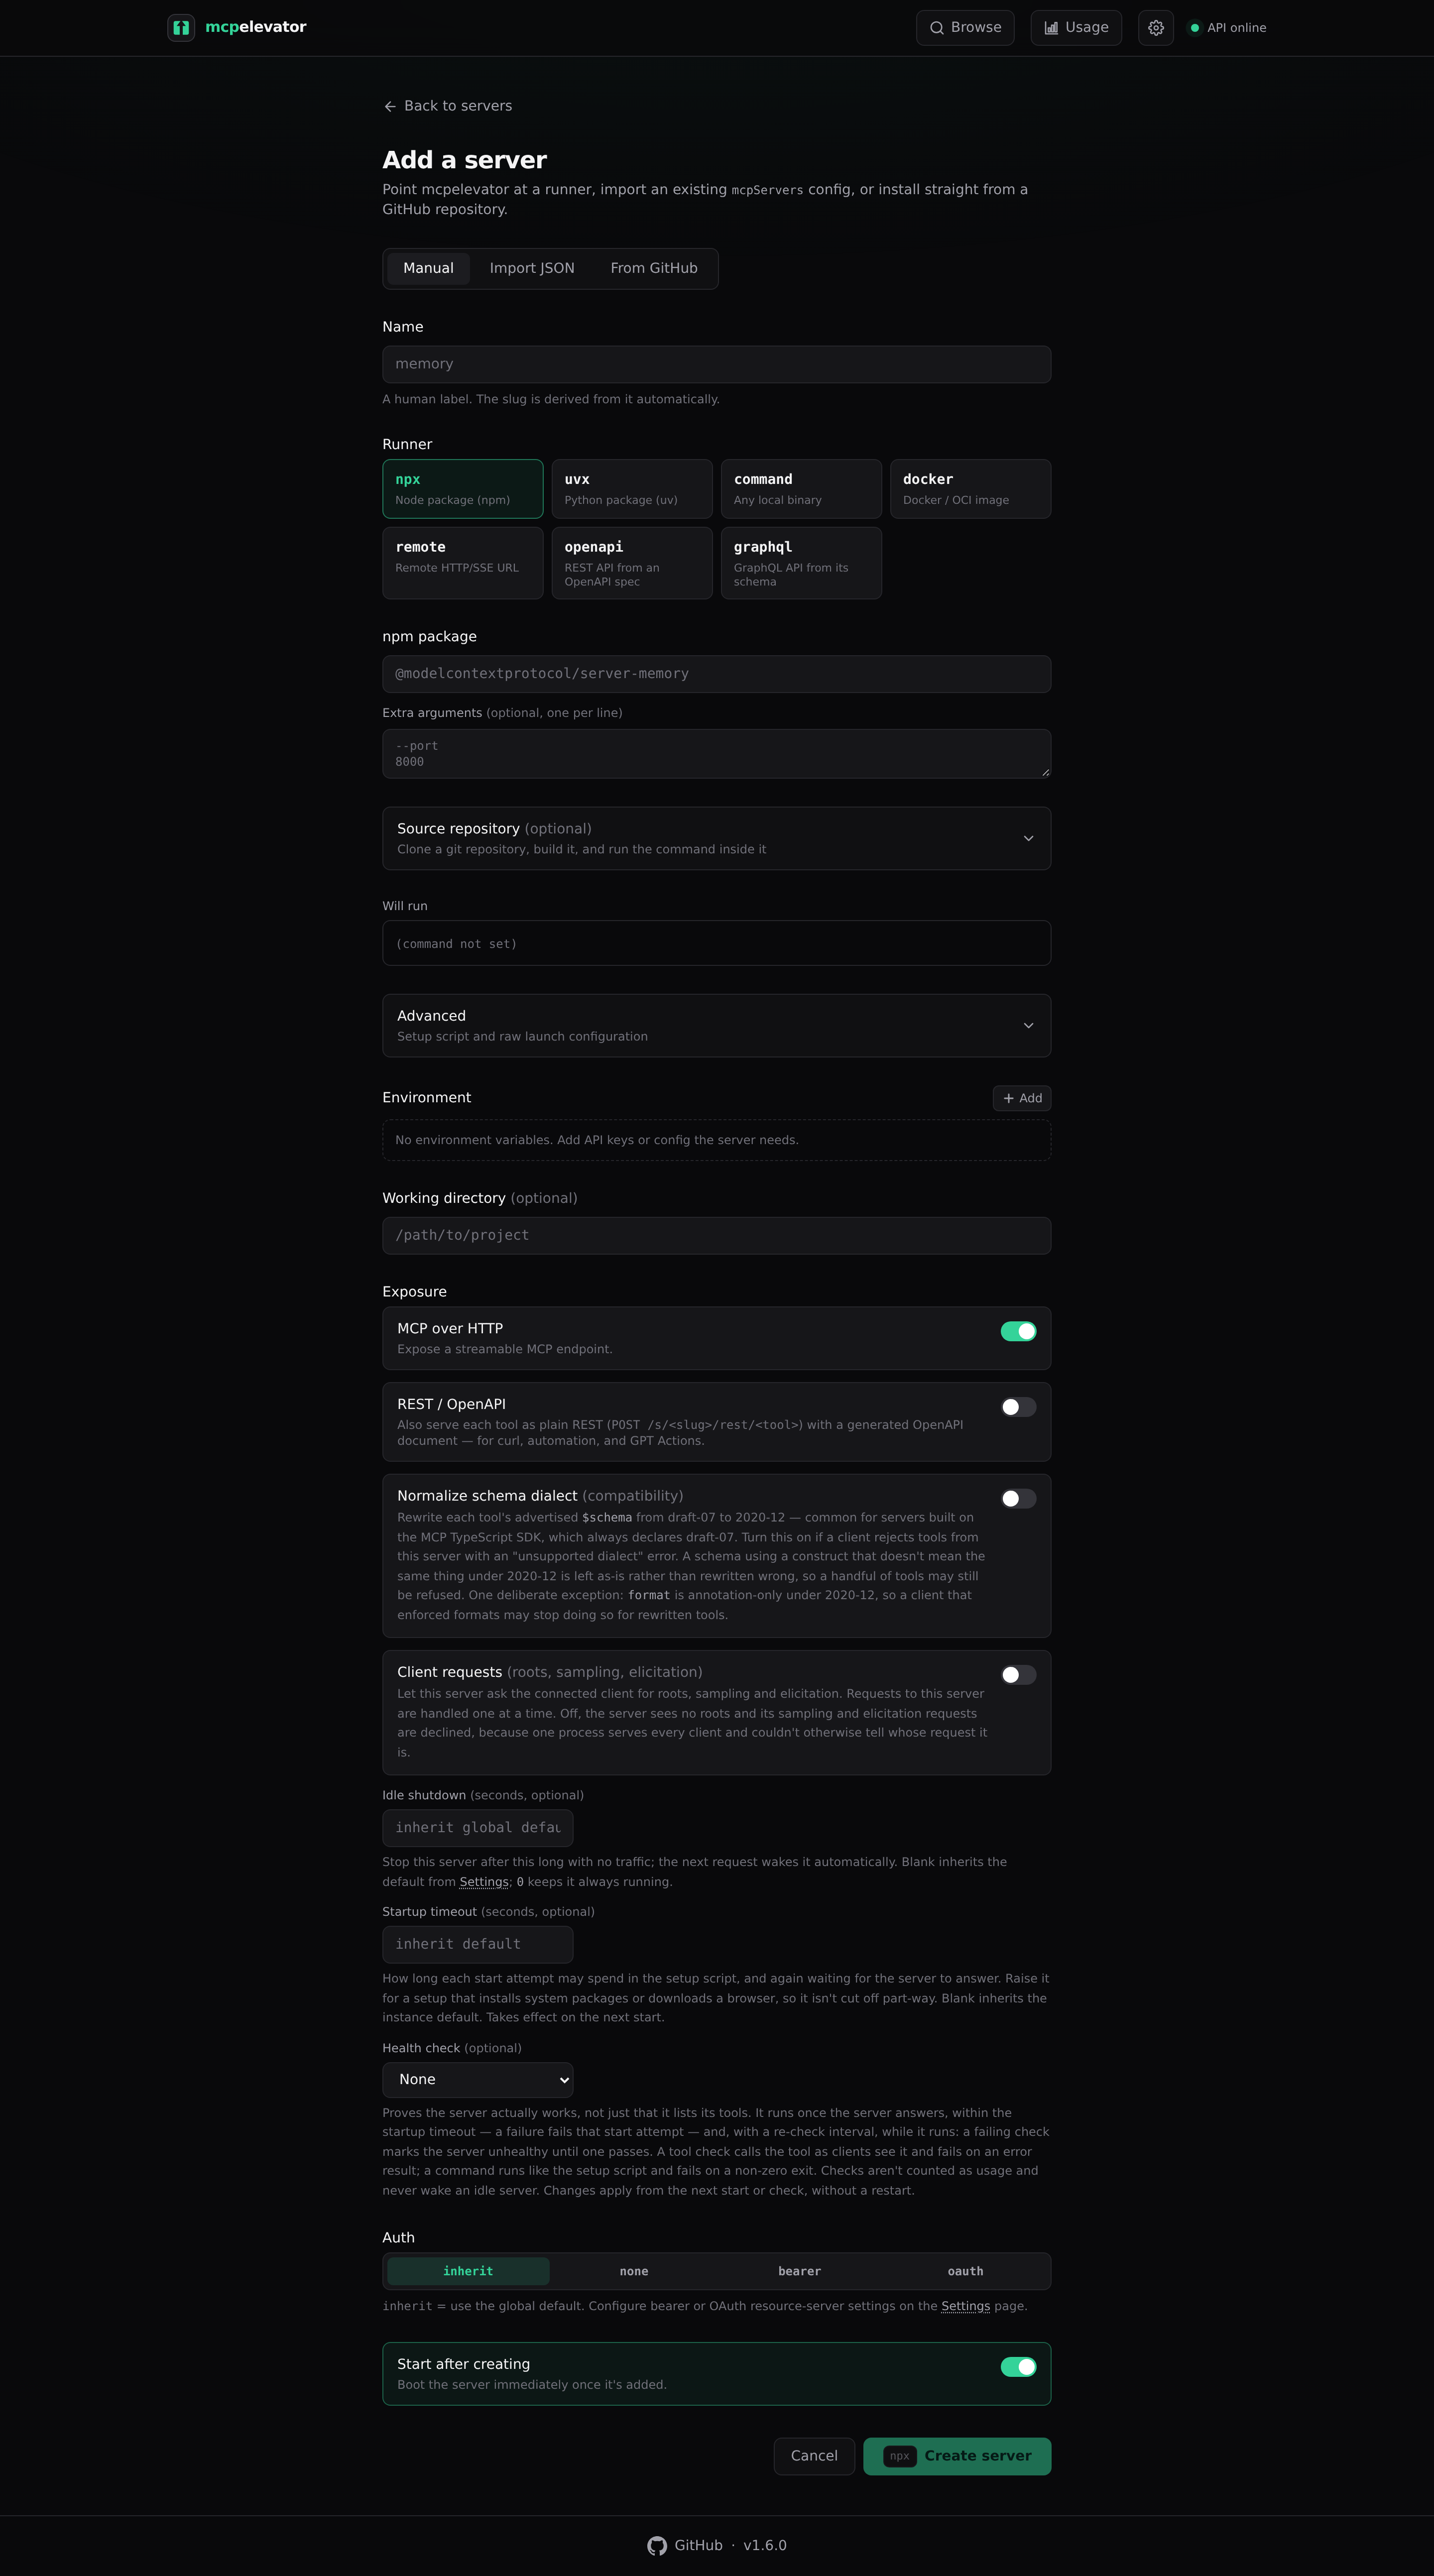 mcpelevator
Browse
Usage
API online
Back to servers
Add a server
Point mcpelevator at a runner, import an existing mcpServers config, or install straight from a
GitHub repository.
Manual
Import JSON
From GitHub
Name
memory
A human label. The slug is derived from it automatically.
Runner
npx
Node package (npm)
uvx
Python package (uv)
command
Any local binary
docker
Docker / OCI image
remote
Remote HTTP/SSE URL
openapi
REST API from an
OpenAPI spec
graphql
GraphQL API from its
schema
npm package
@modelcontextprotocol/server-memory
Extra arguments (optional, one per line)
--port
8000
Source repository (optional)
Clone a git repository, build it, and run the command inside it
Will run
(command not set)
Advanced
Setup script and raw launch configuration
Environment
+ Add
No environment variables. Add API keys or config the server needs.
Working directory (optional)
/path/to/project
Exposure
MCP over HTTP
Expose a streamable MCP endpoint.
REST / OpenAPI
Also serve each tool as plain REST (POST /s/<slug>/rest/<tool>) with a generated OpenAPI
document — for curl, automation, and GPT Actions.
Normalize schema dialect (compatibility)
Rewrite each tool's advertised $schema from draft-07 to 2020-12 — common for servers built on
the MCP TypeScript SDK, which always declares draft-07. Turn this on if a client rejects tools from
this server with an "unsupported dialect" error. A schema using a construct that doesn't mean the
same thing under 2020-12 is left as-is rather than rewritten wrong, so a handful of tools may still
be refused. One deliberate exception: format is annotation-only under 2020-12, so a client that
enforced formats may stop doing so for rewritten tools.
Client requests (roots, sampling, elicitation)
Let this server ask the connected client for roots, sampling and elicitation. Requests to this server
are handled one at a time. Off, the server sees no roots and its sampling and elicitation requests
are declined, because one process serves every client and couldn't otherwise tell whose request it
is.
Idle shutdown (seconds, optional)
inherit global defau
Stop this server after this long with no traffic; the next request wakes it automatically. Blank inherits the
default from Settings; 0 keeps it always running.
Startup timeout (seconds, optional)
inherit default
How long each start attempt may spend in the setup script, and again waiting for the server to answer. Raise it
for a setup that installs system packages or downloads a browser, so it isn't cut off part-way. Blank inherits the
instance default. Takes effect on the next start.
Health check (optional)
None
Proves the server actually works, not just that it lists its tools. It runs once the server answers, within the
startup timeout — a failure fails that start attempt — and, with a re-check interval, while it runs: a failing check
marks the server unhealthy until one passes. A tool check calls the tool as clients see it and fails on an error
result; a command runs like the setup script and fails on a non-zero exit. Checks aren't counted as usage and
never wake an idle server. Changes apply from the next start or check, without a restart.
Auth
inherit
none
bearer
oauth
inherit = use the global default. Configure bearer or OAuth resource-server settings on the Settings page.
Start after creating
Boot the server immediately once it's added.
Cancel
npx Create server
GitHub · v1.6.0